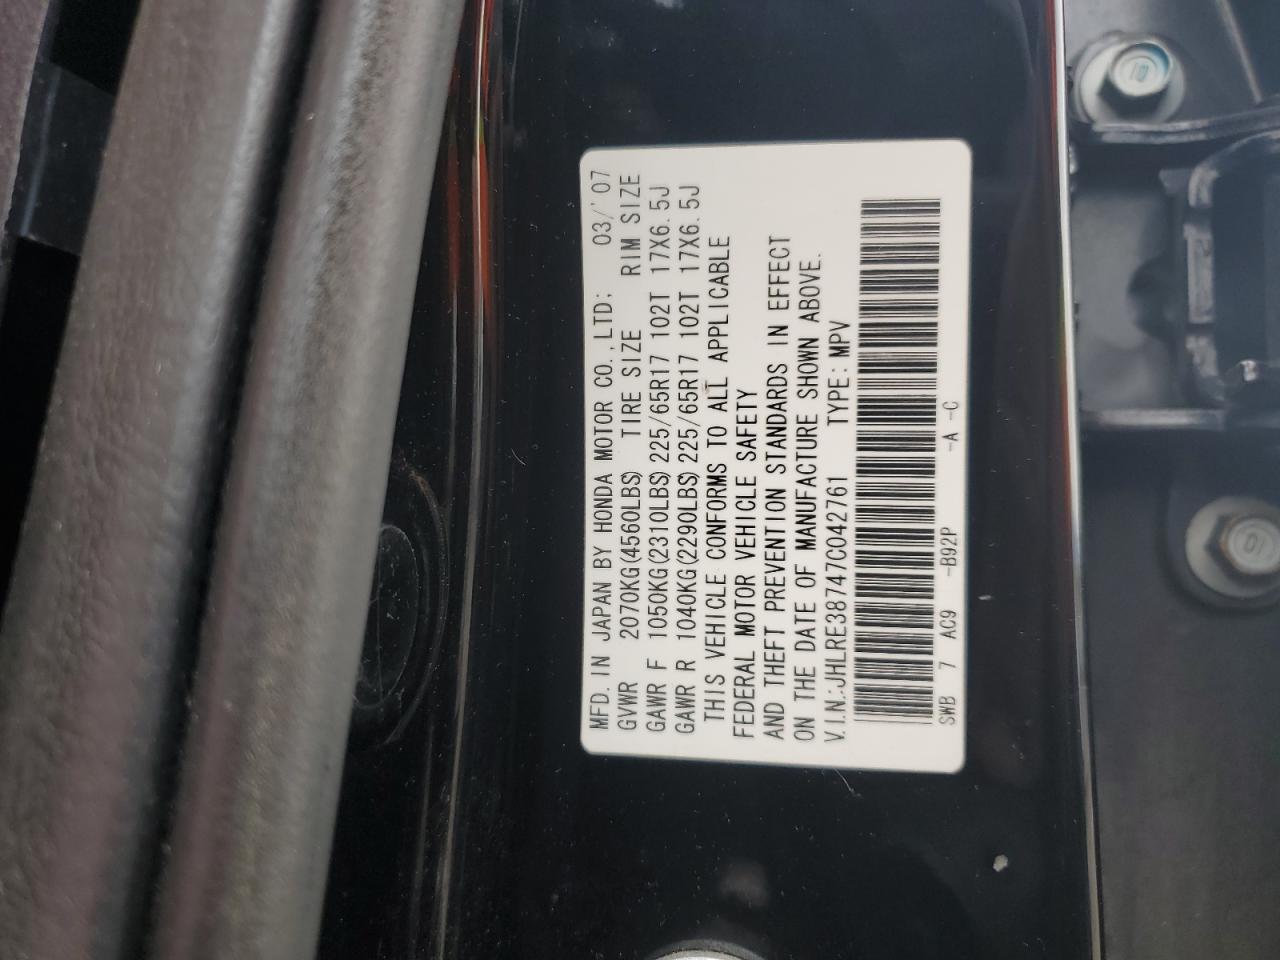 MFD. IN JAPAN BY HONDA MOTOR CO., LTD; 03/'07
GVWR 2070KG(4560LBS) TIRE SIZE RIM SIZE
GAWR F 1050KG(2310LBS) 225/65R17 102T 17X6.5J
GAWR R 1040KG(2290LBS) 225/65R17 102T 17X6.5J
THIS VEHICLE CONFORMS TO ALL APPLICABLE
FEDERAL MOTOR VEHICLE SAFETY
AND THEFT PREVENTION STANDARDS IN EFFECT
ON THE DATE OF MANUFACTURE SHOWN ABOVE.
V.I.N.:JHLRE38747C042761 TYPE:MPV
SWB 7 AC9 -B92P -A -C
10
10